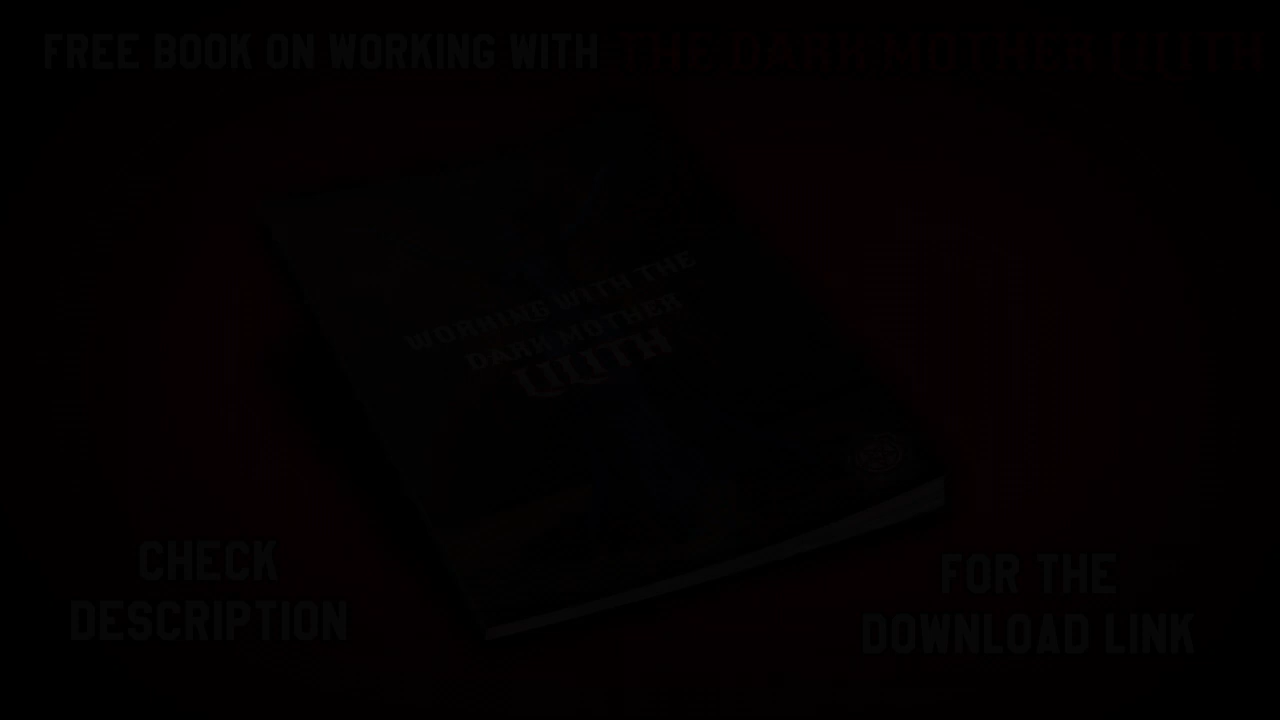 FREE BOOK ON WORKING WITH THE DARK MOTHER LILITH
WORKING WITH THE
DARK MOTHER
LILITH
CHECK
DESCRIPTION
FOR THE
DOWNLOAD LINK